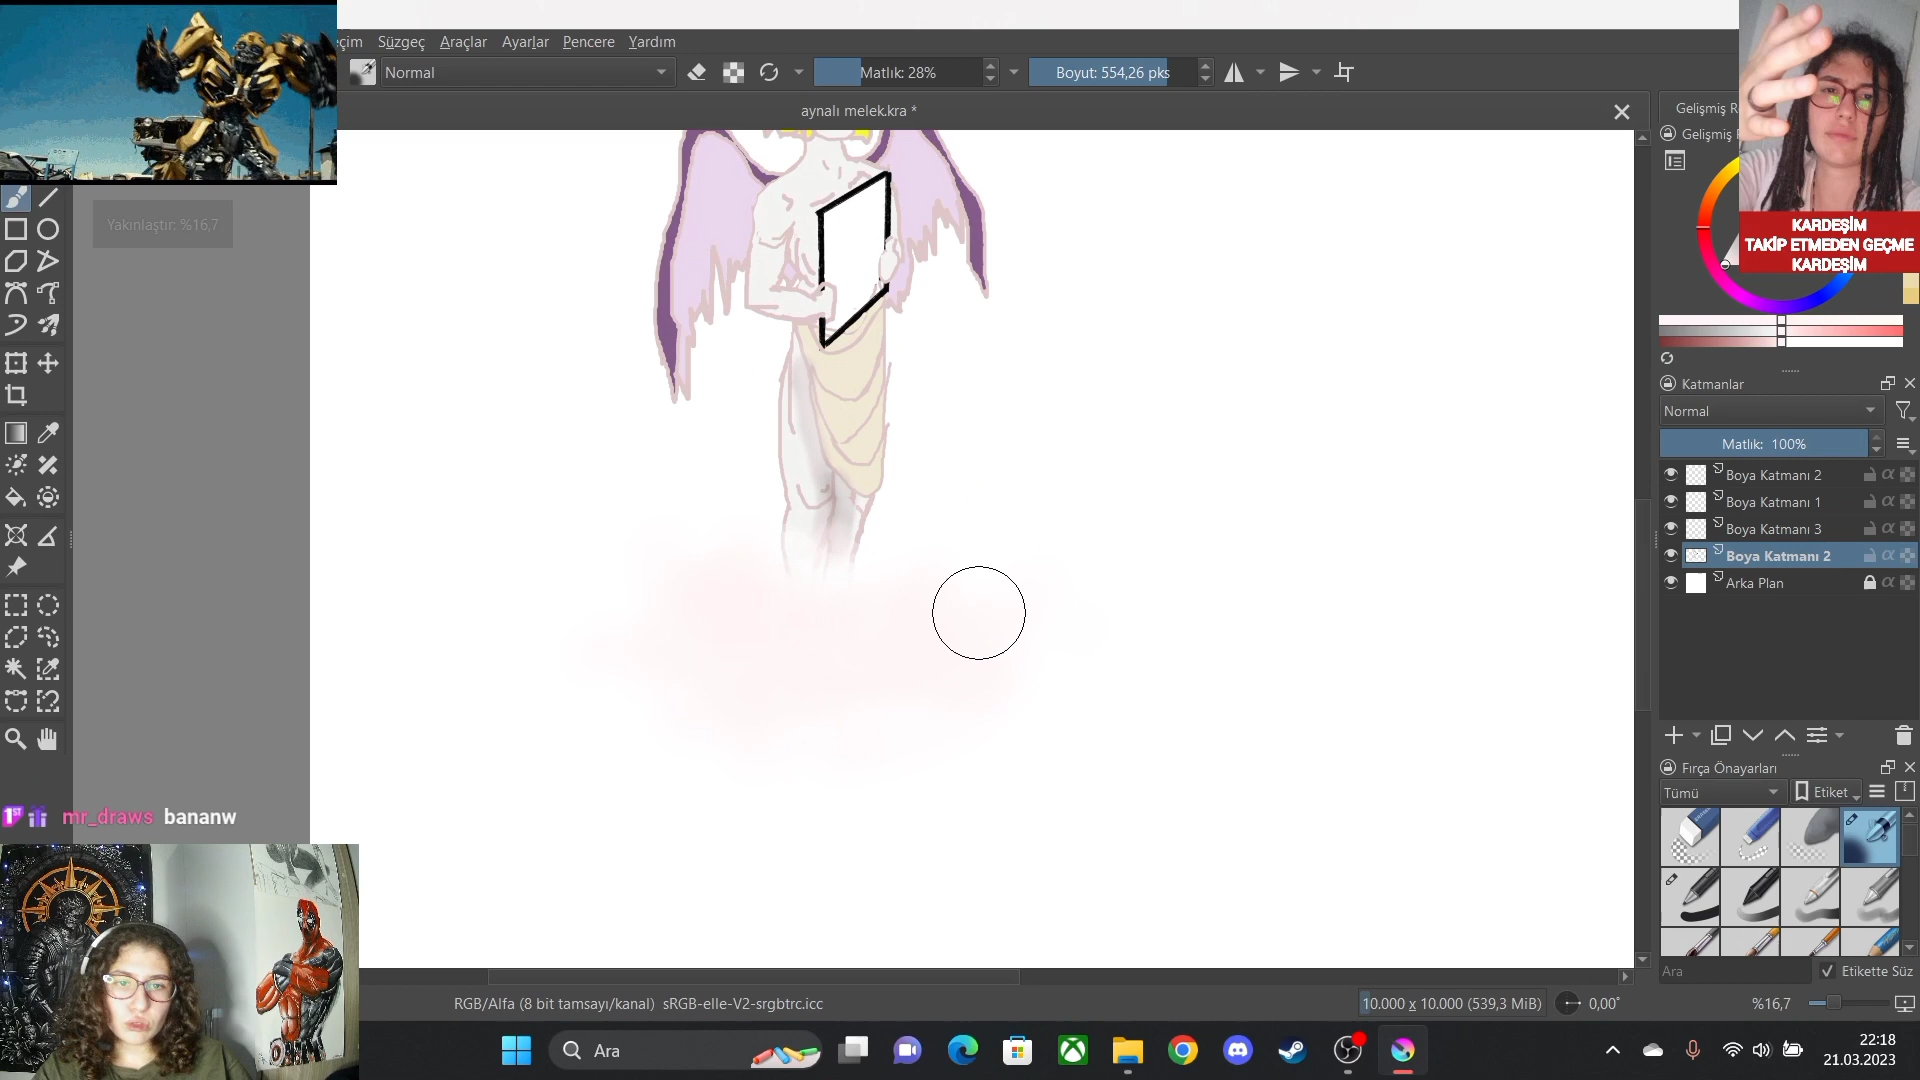 çim Süzgeç Araçlar Ayarlar Pencere Yardım
Normal
Matlık: 28%
Boyut: 554,26 pks
aynalı melek.kra *
Yakınlaştır: %16,7
Gelişmiş R
Gelişmiş
KARDEŞİM
TAKİP ETMEDEN GEÇME
KARDEŞİM
Katmanlar
Normal
Matlık: 100%
Boya Katmanı 2
Boya Katmanı 1
Boya Katmanı 3
Boya Katmanı 2
Arka Plan
Fırça Önayarları
Tümü
Etiket
Ara
Etikette Süz
1ST mr_draws bananw
RGB/Alfa (8 bit tamsayı/kanal) sRGB-elle-V2-srgbtrc.icc
10.000 x 10.000 (539,3 MiB)
0,00°
%16,7
Ara
22:18
21.03.2023